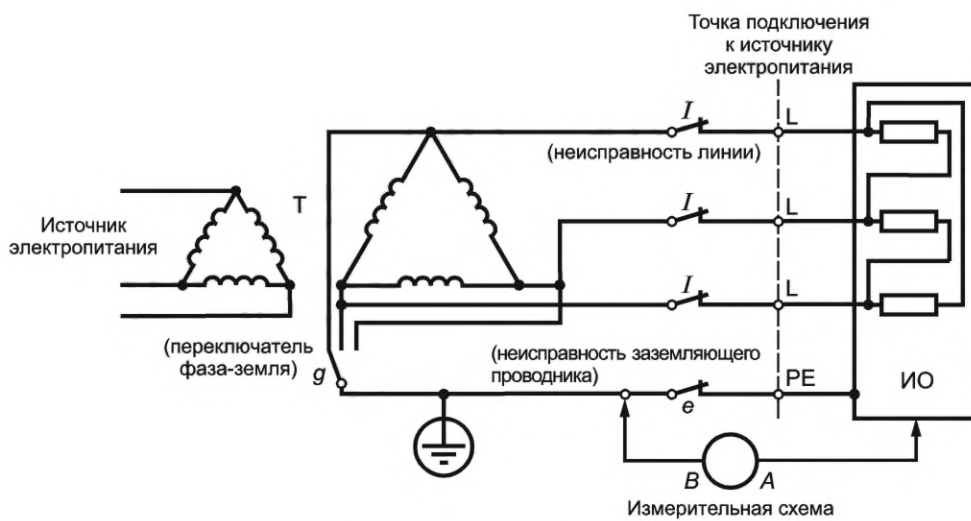 Точка подключения
к источнику
электропитания
I
L
(неисправность линии)
T
I
L
Источник
электропитания
I
L
(переключатель
фаза-земля)
g
(неисправность заземляющего
проводника)
e
PE
ИО
B
A
Измерительная схема